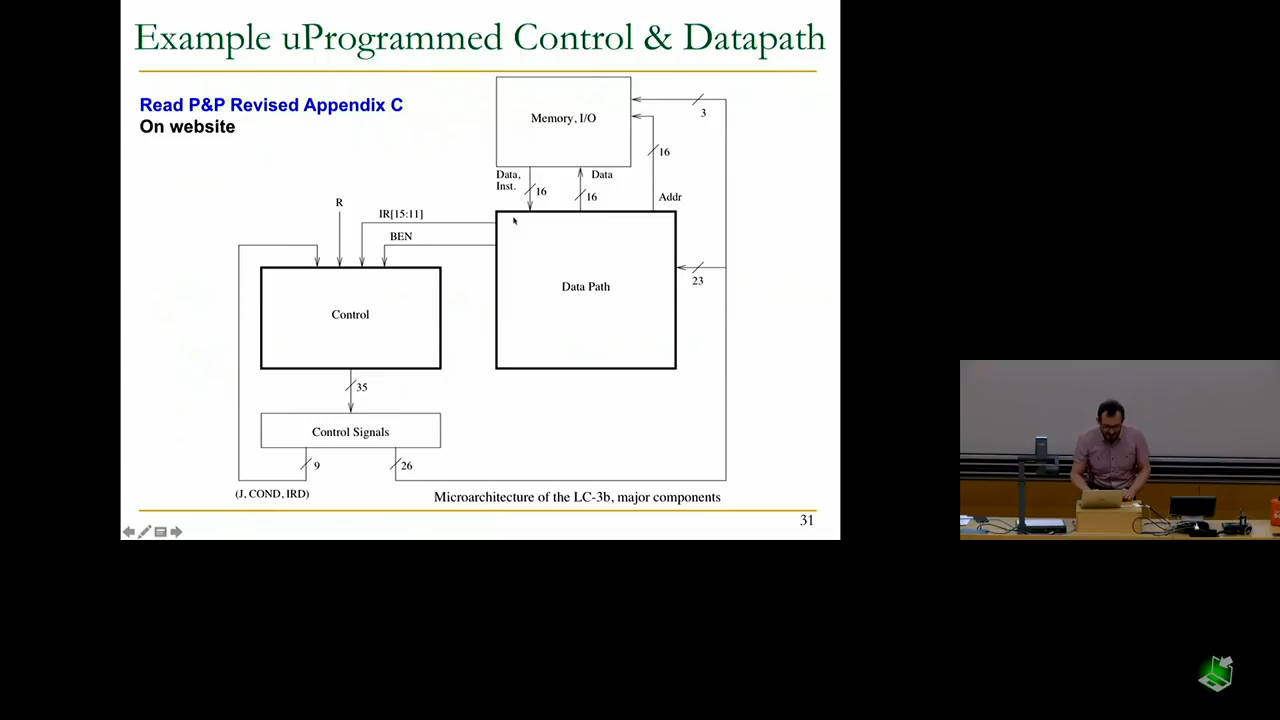 Example uProgrammed Control & Datapath
Read P&P Revised Appendix C
On website
Memory, I/O
3
16
Data,
Inst.
16
Data
16
Addr
R
IR[15:11]
BEN
Control
Data Path
23
35
Control Signals
9
26
(J, COND, IRD)
Microarchitecture of the LC-3b, major components
31